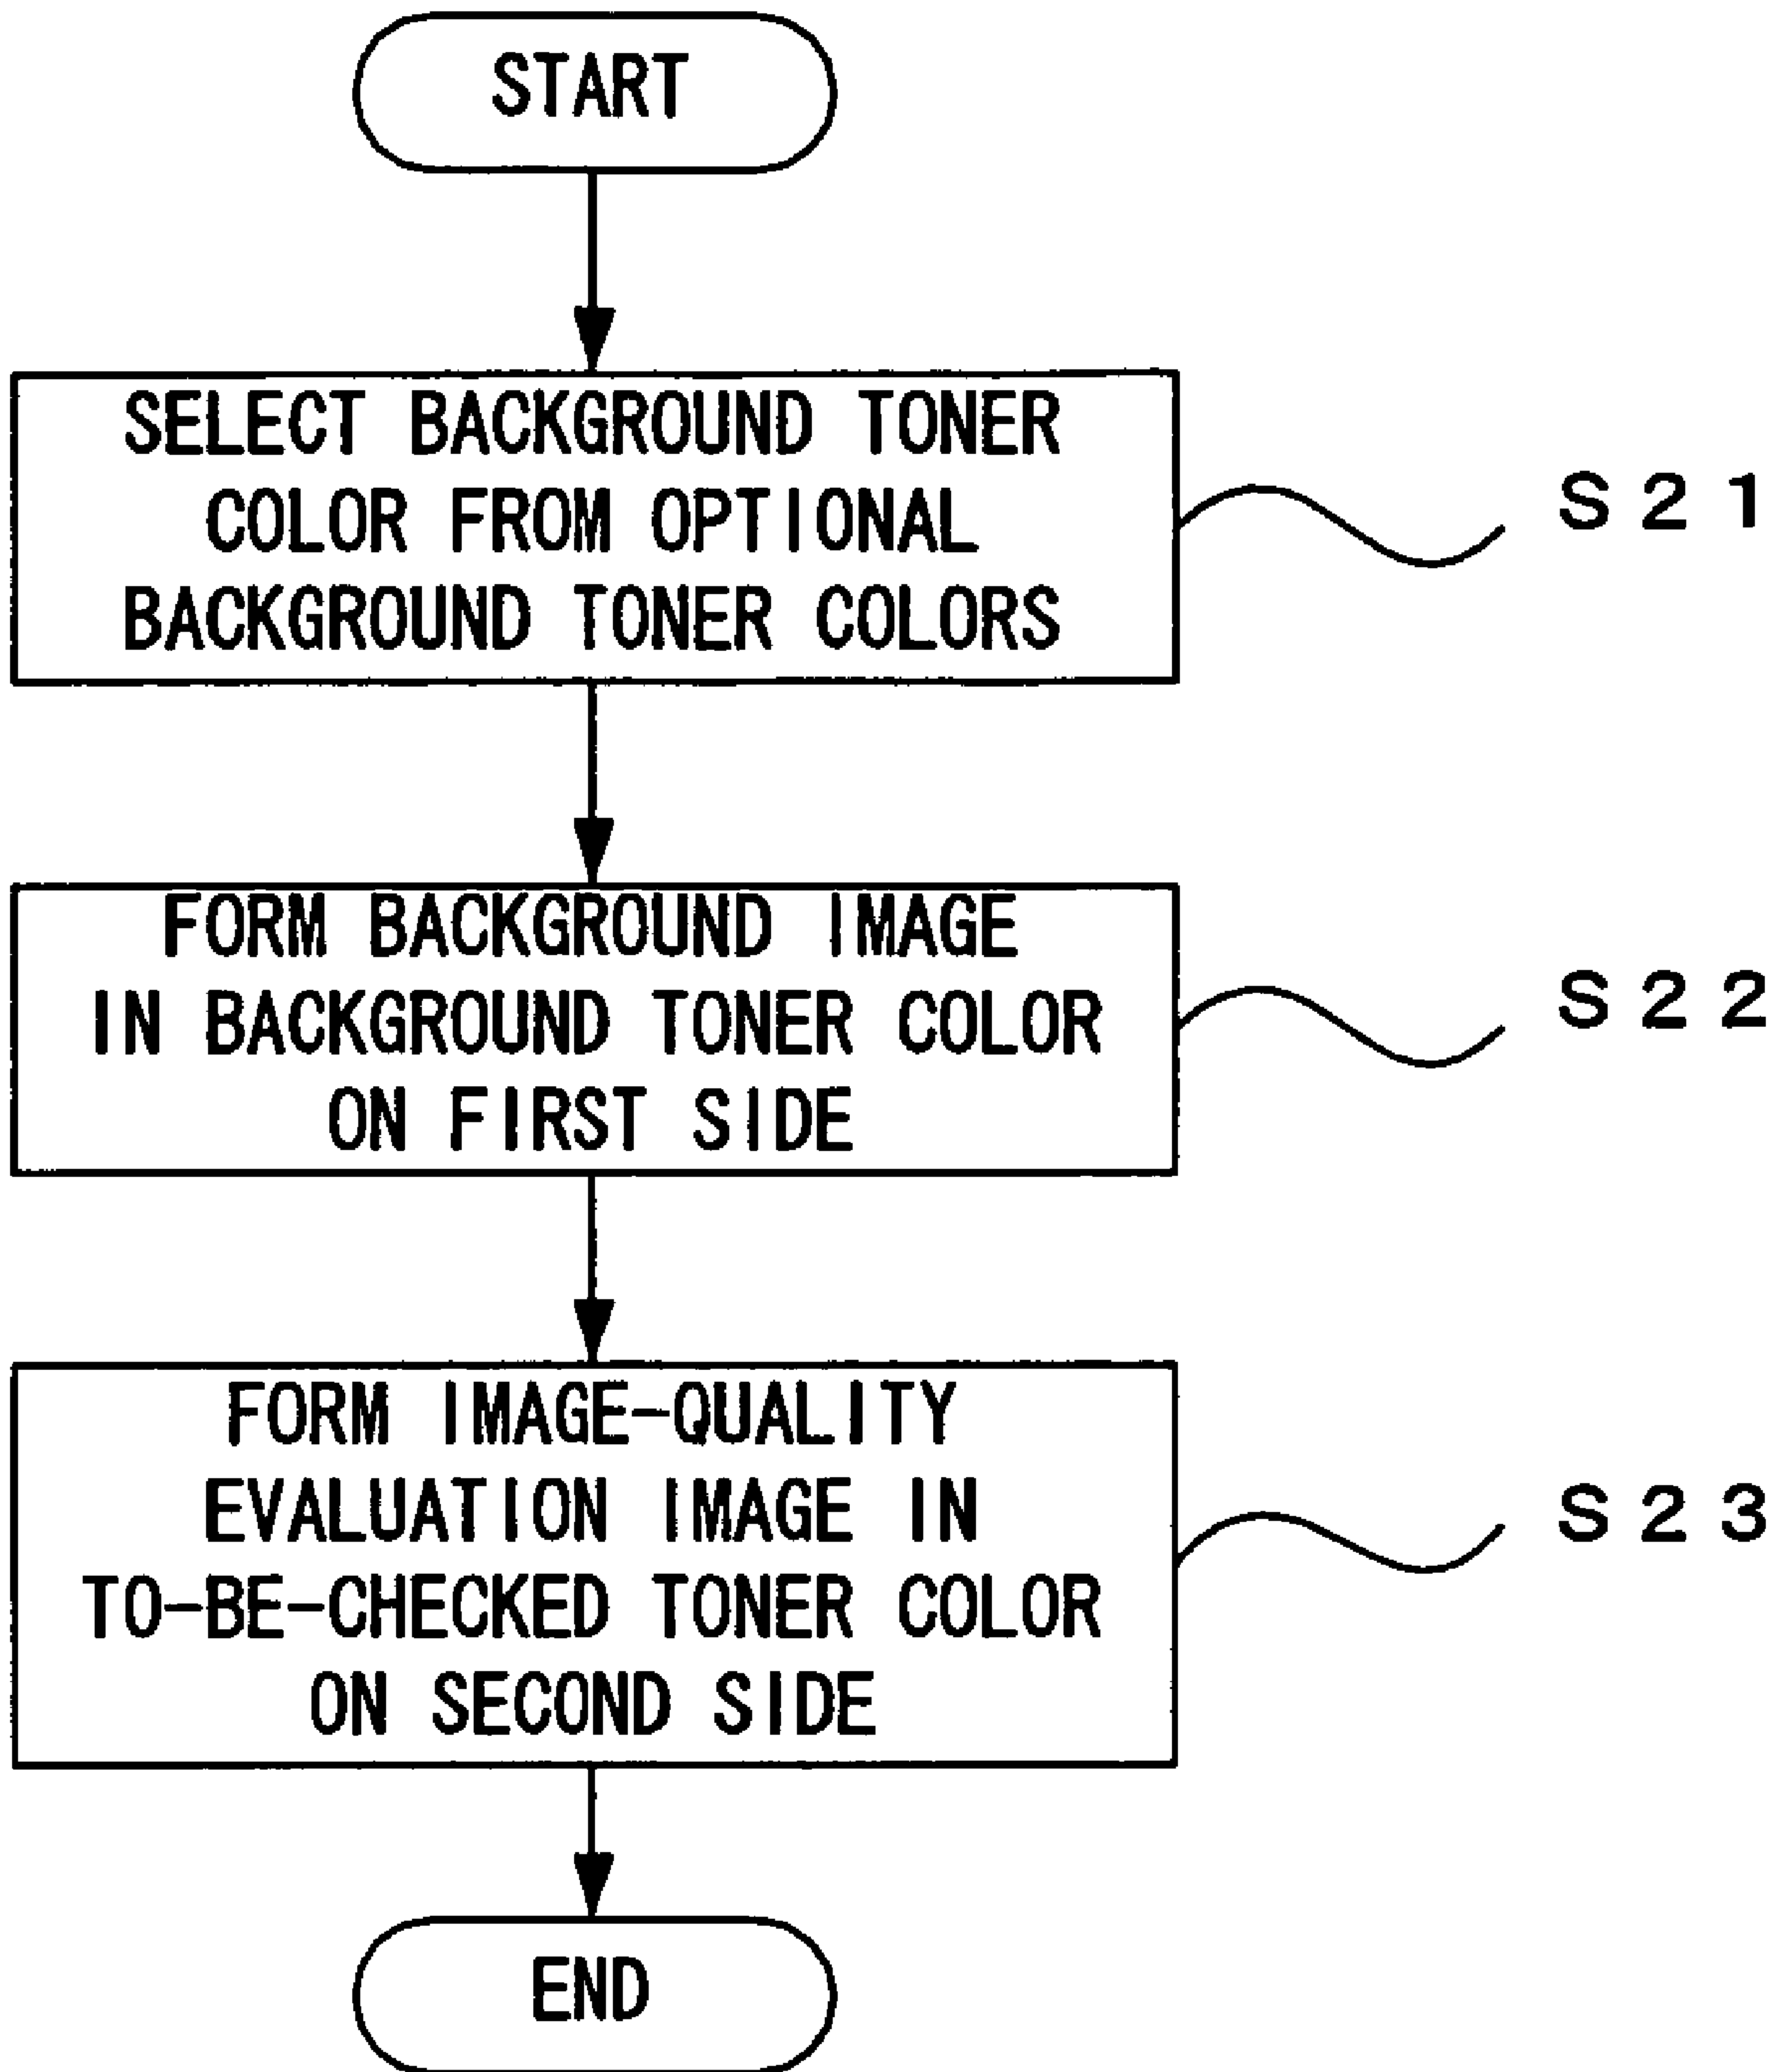 START
SELECT BACKGROUND TONER
COLOR FROM OPTIONAL
BACKGROUND TONER COLORS
S21
FORM BACKGROUND IMAGE
IN BACKGROUND TONER COLOR
ON FIRST SIDE
S22
FORM IMAGE-QUALITY
EVALUATION IMAGE IN
TO-BE-CHECKED TONER COLOR
ON SECOND SIDE
S23
END